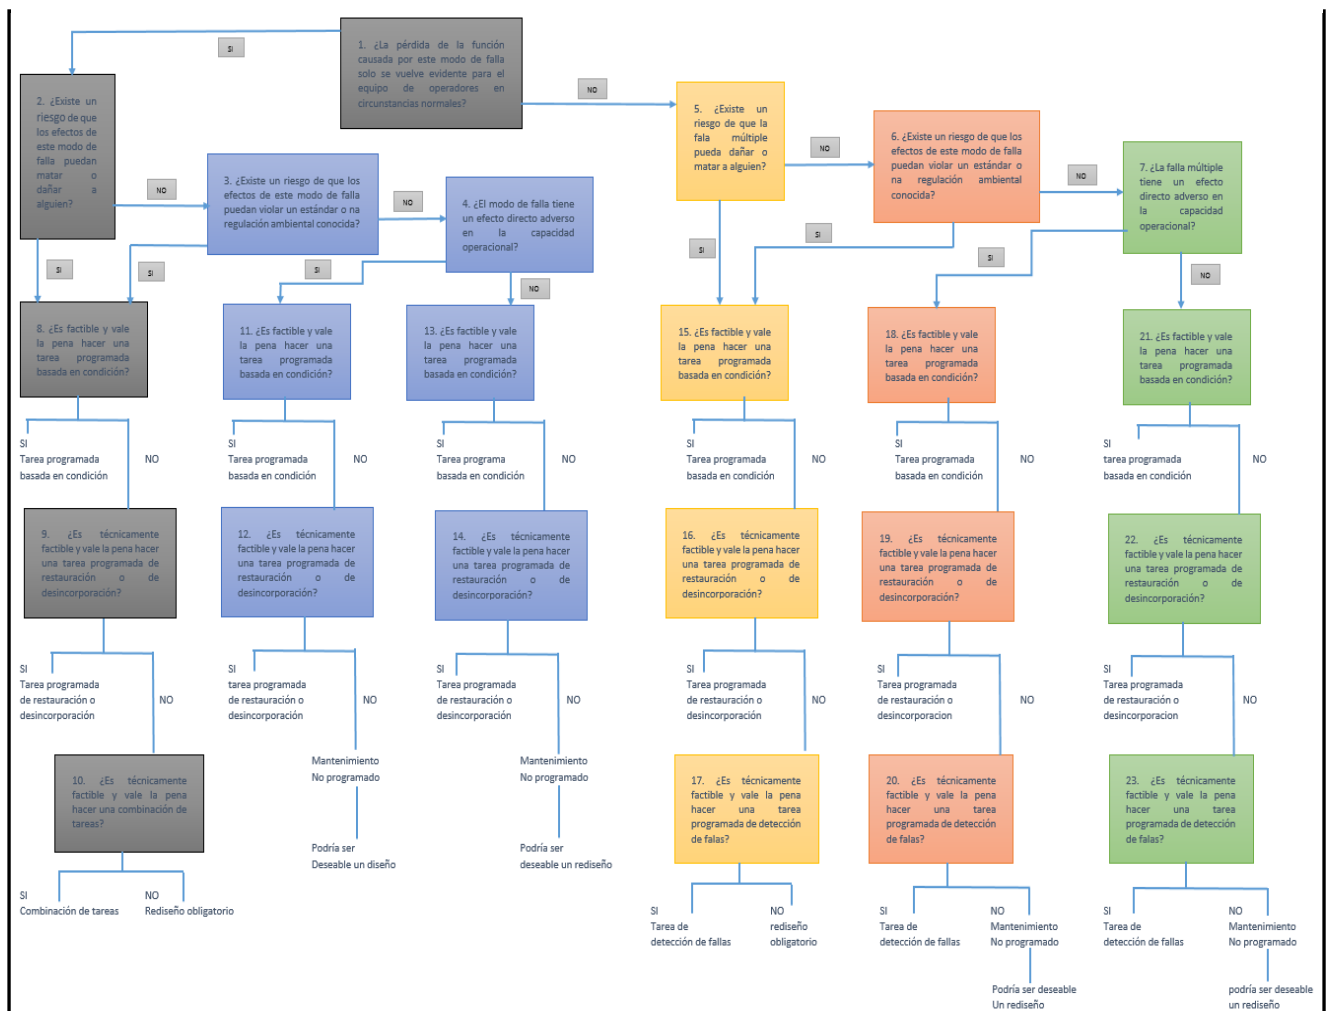 1. ¿La pérdida de la función
causada por este modo de falla
solo se vuelve evidente para el
equipo de operadores en
circunstancias normales?
SI
NO
2. ¿Existe un
riesgo de que
los efectos de
este modo de
falla puedan
matar o
dañar a
alguien?
NO
3. ¿Existe un riesgo de que los
efectos de este modo de falla
puedan violar un estándar o na
regulación ambiental conocida?
NO
4. ¿El modo de falla tiene
un efecto directo adverso
en la capacidad
operacional?
5. ¿Existe un
riesgo de que la
fala múltiple
pueda dañar o
matar a alguien?
NO
6. ¿Existe un riesgo de que los
efectos de este modo de falla
puedan violar un estándar o
na regulación ambiental
conocida?
NO
7. ¿La falla múltiple
tiene un efecto
directo adverso en
la capacidad
operacional?
SI
SI
SI
NO
SI
SI
SI
NO
8. ¿Es factible y vale
la pena hacer una
tarea programada
basada en condición?
11. ¿Es factible y vale
la pena hacer una
tarea programada
basada en condición?
13. ¿Es factible y vale
la pena hacer una
tarea programada
basada en condición?
15. ¿Es factible y vale
la pena hacer una
tarea programada
basada en condición?
18. ¿Es factible y vale
la pena hacer una
tarea programada
basada en condición?
21. ¿Es factible y vale
la pena hacer una
tarea programada
basada en condición?
SI
Tarea programada
basada en condición
NO
SI
Tarea programada
basada en condición
NO
SI
Tarea programa
basada en condición
NO
SI
Tarea programada
basada en condición
NO
SI
Tarea programada
basada en condición
NO
SI
tarea programada
basada en condición
NO
9. ¿Es técnicamente
factible y vale la pena hacer
una tarea programada de
restauración o de
desincorporación?
12. ¿Es técnicamente
factible y vale la pena hacer
una tarea programada de
restauración o de
desincorporación?
14. ¿Es técnicamente
factible y vale la pena hacer
una tarea programada de
restauración o de
desincorporación?
16. ¿Es técnicamente
factible y vale la pena hacer
una tarea programada de
restauración o de
desincorporación?
19. ¿Es técnicamente
factible y vale la pena hacer
una tarea programada de
restauración o de
desincorporación?
22. ¿Es técnicamente
factible y vale la pena hacer
una tarea programada de
restauración o de
desincorporación?
SI
Tarea programada
de restauración o
desincorporación
NO
SI
tarea programada
de restauración o
desincorporación
NO
SI
Tarea programada
de restauración o
desincorporación
NO
SI
Tarea programada
de restauración o
desincorporación
NO
SI
Tarea programada
de restauración o
desincorporacion
NO
SI
Tarea programada
de restauración o
desincorporacion
NO
10. ¿Es técnicamente
factible y vale la pena
hacer una combinación de
tareas?
Mantenimiento
No programado
Podría ser
Deseable un diseño
Mantenimiento
No programado
Podría ser
deseable un rediseño
17. ¿Es técnicamente
factible y vale la pena
hacer una tarea
programada de detección
de falas?
20. ¿Es técnicamente
factible y vale la pena
hacer una tarea
programada de detección
de falas?
23. ¿Es técnicamente
factible y vale la pena
hacer una tarea
programada de detección
de falas?
SI
Combinación de tareas
NO
Rediseño obligatorio
SI
Tarea de
detección de fallas
NO
rediseño
obligatorio
SI
Tarea de
detección de fallas
NO
Mantenimiento
No programado
Podría ser deseable
Un rediseño
SI
Tarea de
detección de fallas
NO
Mantenimiento
No programado
podría ser deseable
un rediseño